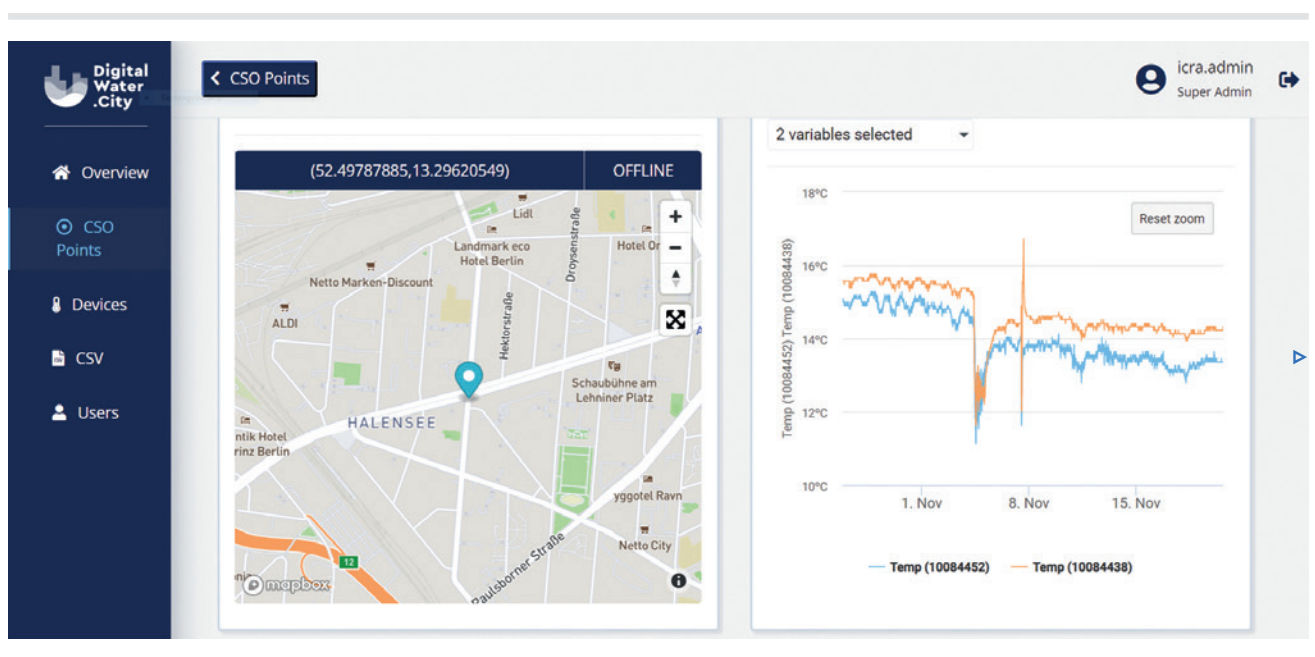 Digital
Water
.City
CSO Points
icra.admin
Super Admin
Overview
CSO
Points
Devices
CSV
Users
(52.49787885,13.29620549)
OFFLINE
Lidl
Landmark eco
Hotel Berlin
Droysenstraße
Hotel Or
Netto Marken-Discount
ALDI
Hektorstraße
A
Schaubühne am
Lehniner Platz
HALENSEE
ntik Hotel
rinz Berlin
yggotel Ravn
Netto City
Paulsborner Straße
12
mapbox
2 variables selected
18°C
Reset zoom
16°C
14°C
12°C
10°C
Temp (10084452) Temp (10084438)
1. Nov
8. Nov
15. Nov
Temp (10084452)
Temp (10084438)